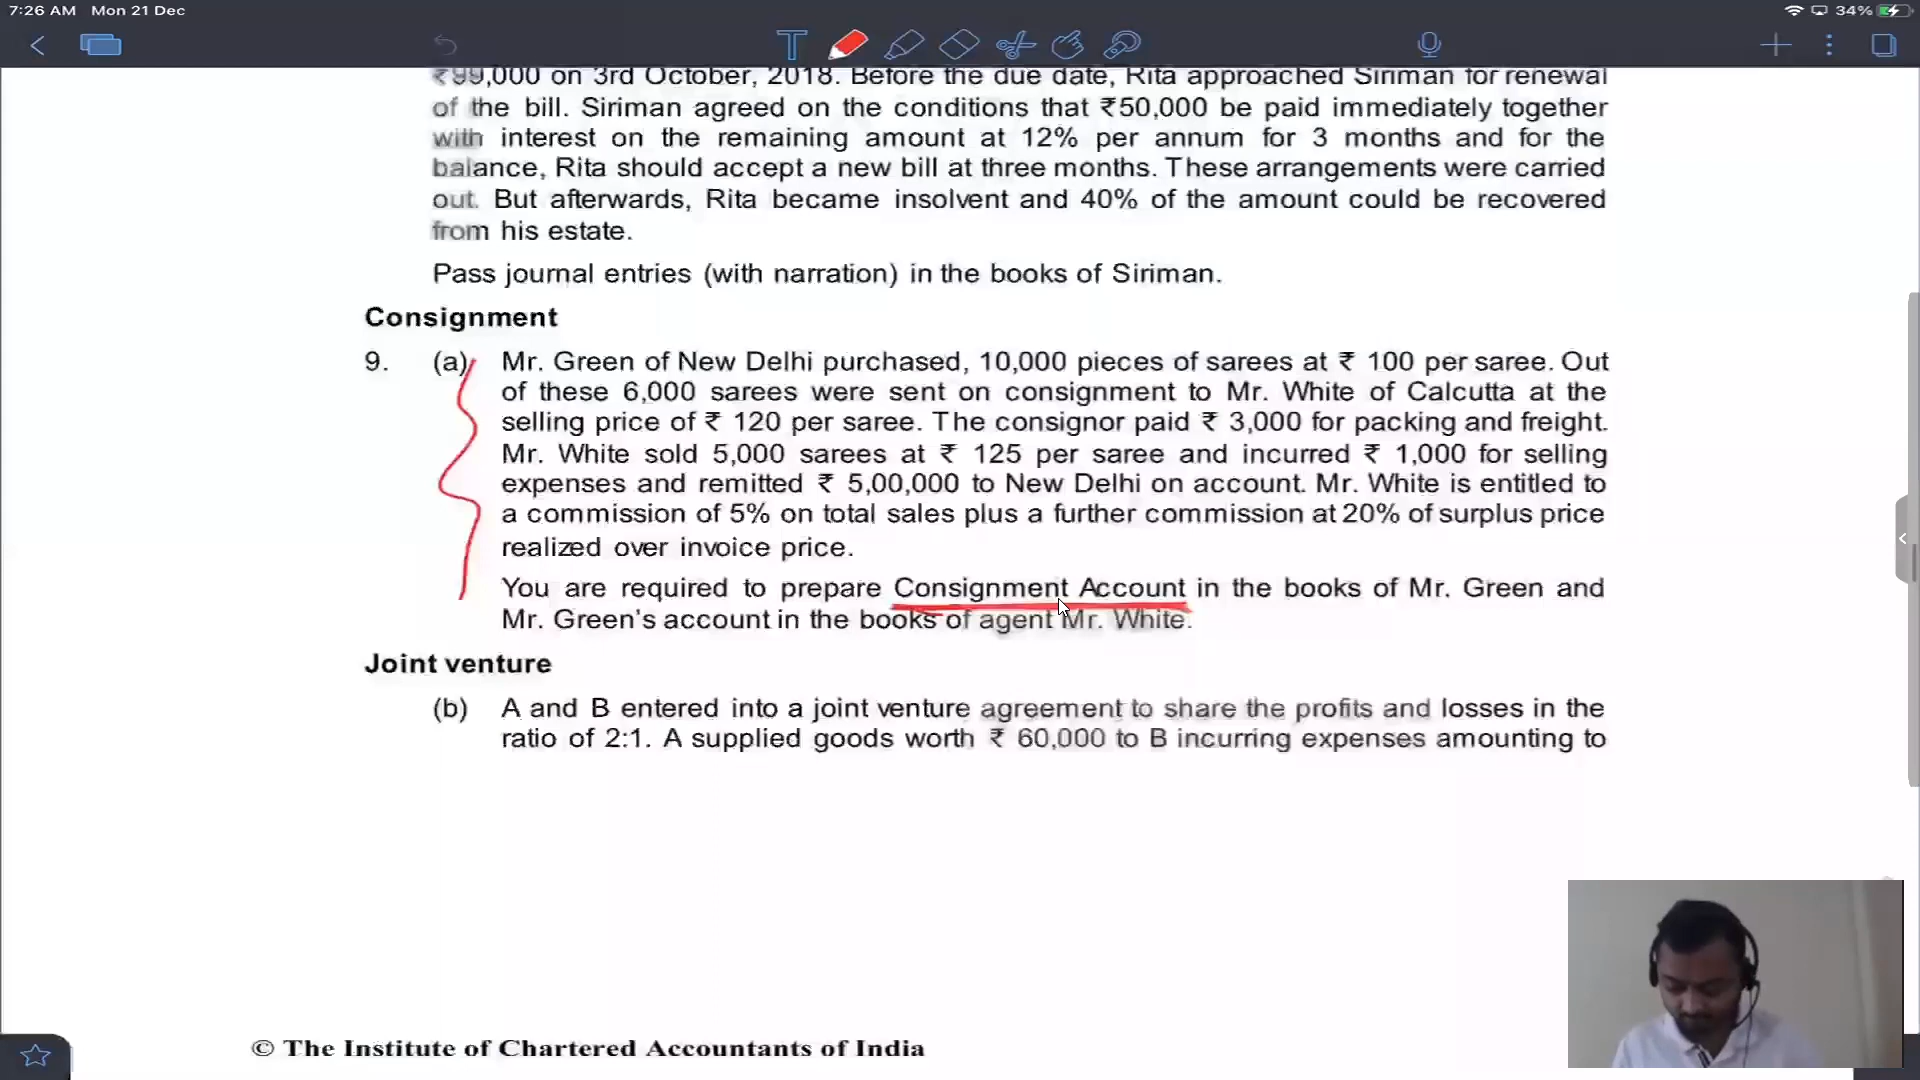 7:26 AM Mon 21 Dec
34%
₹99,000 on 3rd October, 2018. Before the due date, Rita approached Siriman for renewal
of the bill. Siriman agreed on the conditions that ₹50,000 be paid immediately together
with interest on the remaining amount at 12% per annum for 3 months and for the
balance, Rita should accept a new bill at three months. These arrangements were carried
out. But afterwards, Rita became insolvent and 40% of the amount could be recovered
from his estate.
Pass journal entries (with narration) in the books of Siriman.
Consignment
9. (a) Mr. Green of New Delhi purchased, 10,000 pieces of sarees at ₹ 100 per saree. Out
of these 6,000 sarees were sent on consignment to Mr. White of Calcutta at the
selling price of ₹ 120 per saree. The consignor paid ₹ 3,000 for packing and freight.
Mr. White sold 5,000 sarees at ₹ 125 per saree and incurred ₹ 1,000 for selling
expenses and remitted ₹ 5,00,000 to New Delhi on account. Mr. White is entitled to
a commission of 5% on total sales plus a further commission at 20% of surplus price
realized over invoice price.
You are required to prepare Consignment Account in the books of Mr. Green and
Mr. Green's account in the books of agent Mr. White.
Joint venture
(b) A and B entered into a joint venture agreement to share the profits and losses in the
ratio of 2:1. A supplied goods worth ₹ 60,000 to B incurring expenses amounting to
© The Institute of Chartered Accountants of India